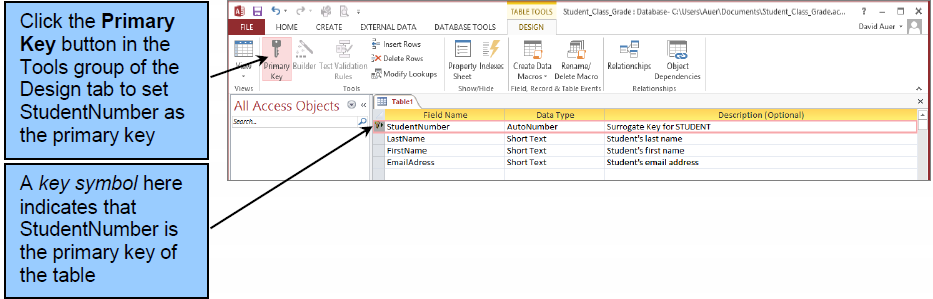 Click the Primary
Key button in the
Tools group of the
Design tab to set
StudentNumber as
the primary key
A key symbol here
indicates that
StudentNumber is
the primary key of
the table
TABLE TOOLS Student_Class_Grade : Database- C:\Users\Auer\Documents\Student_Class_Grade.ac... ?
FILE HOME CREATE EXTERNAL DATA DATABASE TOOLS DESIGN David Auer
View Primary Key Builder Test Validation Rules
Insert Rows
Delete Rows
Modify Lookups
Property Sheet Indexes Create Data Macros Rename/ Delete Macro Relationships Object Dependencies
Views Tools Show/Hide Field, Record & Table Events Relationships
All Access Objects
Search...
Table1
Field Name Data Type Description (Optional)
StudentNumber AutoNumber Surrogate Key for STUDENT
LastName Short Text Student's last name
FirstName Short Text Student's first name
EmailAdress Short Text Student's email address